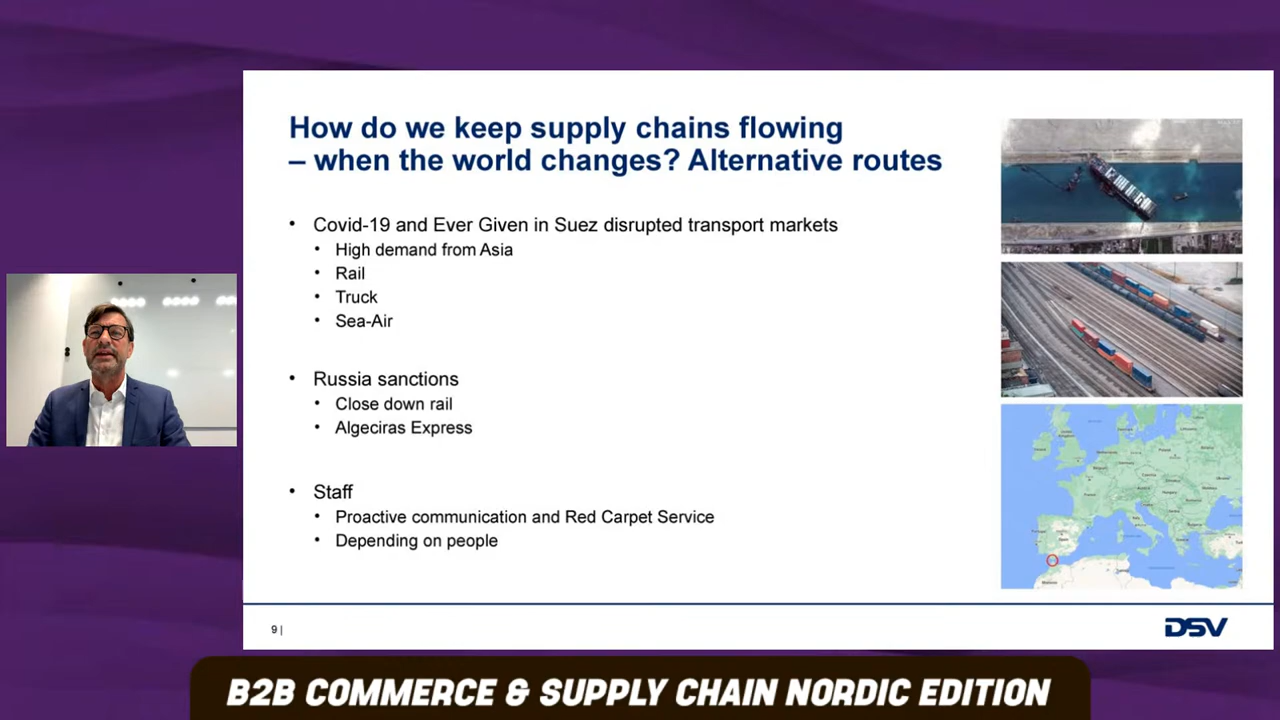 How do we keep supply chains flowing
– when the world changes? Alternative routes
• Covid-19 and Ever Given in Suez disrupted transport markets
• High demand from Asia
• Rail
• Truck
• Sea-Air
• Russia sanctions
• Close down rail
• Algeciras Express
• Staff
• Proactive communication and Red Carpet Service
• Depending on people
9 |
DSV
B2B COMMERCE & SUPPLY CHAIN NORDIC EDITION